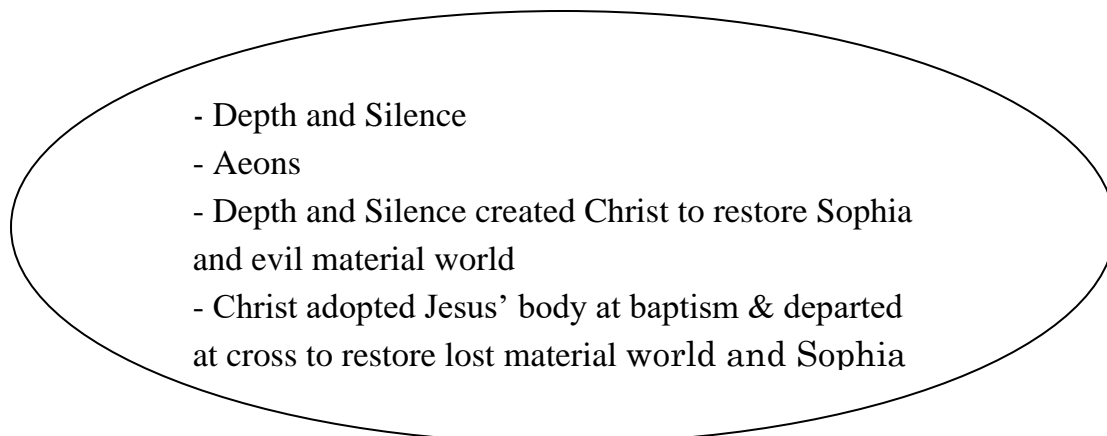 - Depth and Silence
- Aeons
- Depth and Silence created Christ to restore Sophia
and evil material world
- Christ adopted Jesus’ body at baptism & departed
at cross to restore lost material world and Sophia